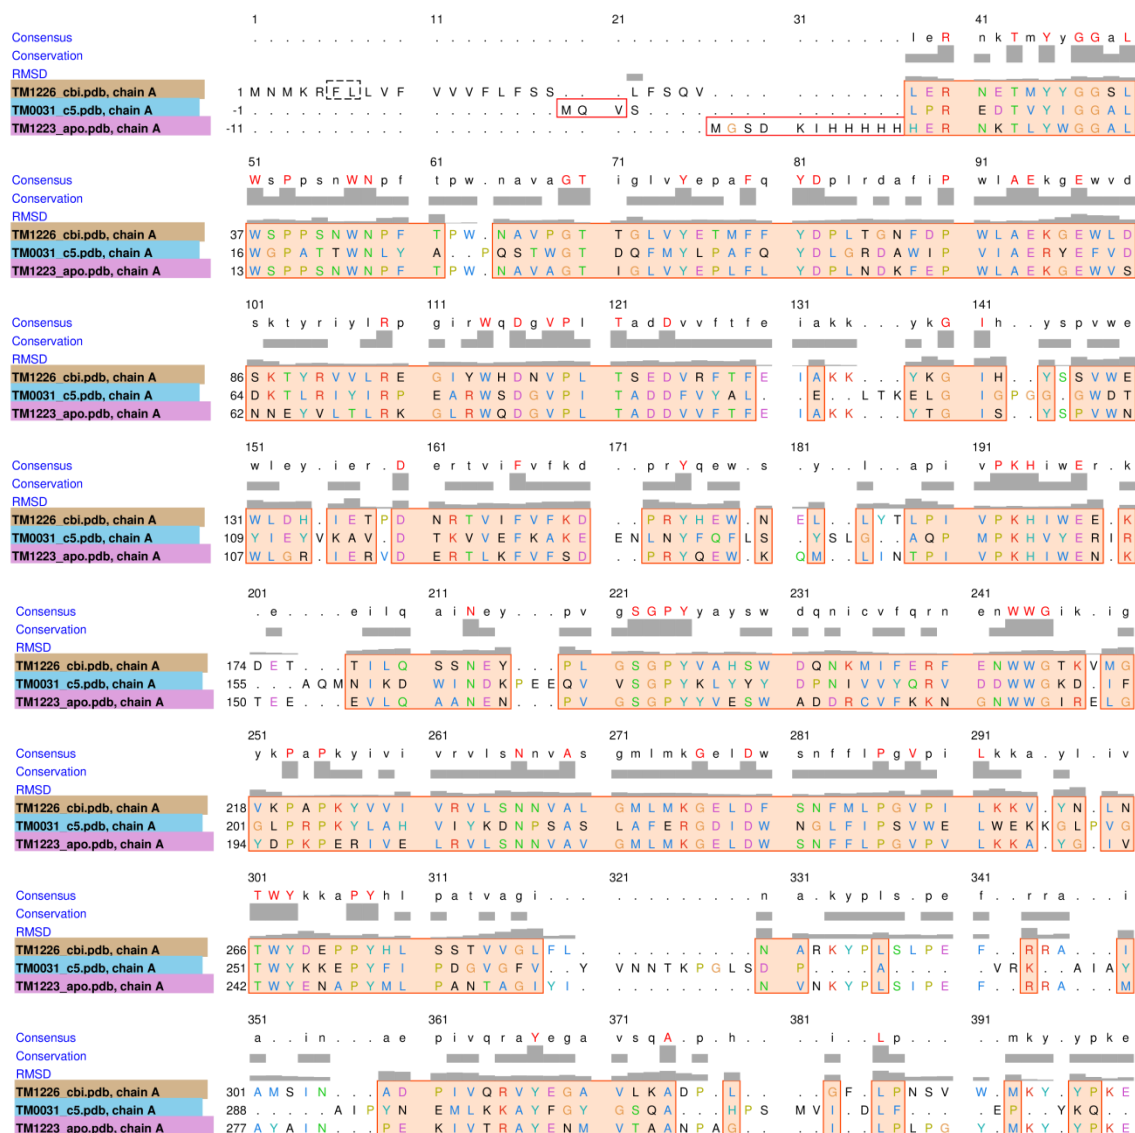 1 11 21 31 41
Consensus . . . . . . . . . . . . . . . . . . . . . . . . . . . . . . . . . . . . l e R n k T m Y y G G a L
Conservation
RMSD
TM1226_cbi.pdb, chain A 1 M N M K R F L L V F V V V F L F S S . . . L F S Q V . . . . . . . . . . . L E R N E T M Y Y G G S L
TM0031_c5.pdb, chain A -1 . . . . . . . . . . . . . . . . . M Q . V S . . . . . . . . . . . . . . . L P R E D T V Y I G G A L
TM1223_apo.pdb, chain A -11 . . . . . . . . . . . . . . . . . . . . . . . . . . M G S D K I H H H H H H E R N K T L Y W G G A L
51 61 71 81 91
Consensus W s P p s n W N p f t p w . n a v a G T i g l v Y e p a F q Y D p l r d a f i P w l A E k g E w v d
Conservation
RMSD
TM1226_cbi.pdb, chain A 37 W S P P S N W N P F T P W . N A V P G T T G L V Y E T M F F Y D P L T G N F D P W L A E K G E W L D
TM0031_c5.pdb, chain A 16 W G P A T T W N L Y A . . P Q S T W G T D Q F M Y L P A F Q Y D L G R D A W I P V I A E R Y E F V D
TM1223_apo.pdb, chain A 13 W S P P S N W N P F T P W . N A V A G T I G L V Y E P L F L Y D P L N D K F E P W L A E K G E W V S
101 111 121 131 141
Consensus s k t y r i y l R p g i r W q D g V P l T a d D v v f t f e i a k k . . . y k G I h . . y s p v w e
Conservation
RMSD
TM1226_cbi.pdb, chain A 86 S K T Y R V V L R E G I Y W H D N V P L T S E D V R F T F E I A K K . . . Y K G I H . . Y S S V W E
TM0031_c5.pdb, chain A 64 D K T L R I Y I R P E A R W S D G V P I T A D D F V Y A L . . E . . L T K E L G I G P G G . G W D T
TM1223_apo.pdb, chain A 62 N N E Y V L T L R K G L R W Q D G V P L T A D D V V F T F E I A K K . . . Y T G I S . . Y S P V W N
151 161 171 181 191
Consensus w l e y . i e r . D e r t v i F v f k d . . p r Y q e w . s . y . . l . a p i v P K H i w E r . k
Conservation
RMSD
TM1226_cbi.pdb, chain A 131 W L D H . I E T P D N R T V I F V F K D . . P R Y H E W . N E L . . L Y T L P I V P K H I W E E . K
TM0031_c5.pdb, chain A 109 Y I E Y V K A V . D T K V V E F K A K E E N L N Y F Q F L S . Y S L G . A Q P M P K H V Y E R I R
TM1223_apo.pdb, chain A 107 W L G R . I E R V D E R T L K F V F S D . . P R Y Q E W . K Q M . . I N T P I V P K H I W E N . K
201 211 221 231 241
Consensus . e . . . . e i l q a i N e y . . . p v g S G P Y y a y s w d q n i c v f q r n e n W W G i k . i g
Conservation
RMSD
TM1226_cbi.pdb, chain A 174 D E T . . . T I L Q S S N E Y . . . P L G S G P Y V A H S W D Q N K M I F E R F E N W W G T K V M G
TM0031_c5.pdb, chain A 155 . . . A Q M N I K D W I N D K P E E Q V V S G P Y K L Y Y Y D P N I V V Y Q R V D D W W G K D . I F
TM1223_apo.pdb, chain A 150 T E E . . . E V L Q A A N E N . . . P V G S G P Y Y V E S W A D D R C V F K K N G N W W G I R E L G
251 261 271 281 291
Consensus y k P a P k y i v i v r v l s N n v A s g m l m k G e l D w s n f f l P g V p i L k k a . y l . i v
Conservation
RMSD
TM1226_cbi.pdb, chain A 218 V K P A P K Y V V I V R V L S N N V A L G M L M K G E L D F S N F M L P G V P I L K K V . Y N . L N
TM0031_c5.pdb, chain A 201 G L P R P K Y L A H V I Y K D N P S A S L A F E R G D I D W N G L F I P S V W E L W E K K G L P V G
TM1223_apo.pdb, chain A 194 Y D P K P E R I V E L R V L S N N V A V G M L M K G E L D W S N F F L P G V P V L K K A . Y G . I V
301 311 321 331 341
Consensus T W Y k k a P Y h l p a t v a g i . . . . . . . . . . . n a . k y p l s . p e f . . r r a . . . i
Conservation
RMSD
TM1226_cbi.pdb, chain A 266 T W Y D E P P Y H L S S T V V G L F L . . . . . . . . . N A R K Y P L S L P E F . . R R A . . . I
TM0031_c5.pdb, chain A 251 T W Y K K E P Y F I P D G V G F V . . Y V N N T K P G L S D P . . . A . . . . . V R K . . A I A Y
TM1223_apo.pdb, chain A 242 T W Y E N A P Y M L P A N T A G I Y I . . . . . . . . . N V N K Y P L S I P E F . . R R A . . . M
351 361 371 381 391
Consensus a . . i n . . . a e p i v q r a Y e g a v s q A . p . h . . . . . i . . L p . . . . . m k y . y p k e
Conservation
RMSD
TM1226_cbi.pdb, chain A 301 A M S I N . . . A D P I V Q R V Y E G A V L K A D P . L . . . . . G F . L P N S V W . M K Y . Y P K E
TM0031_c5.pdb, chain A 288 . . . . . A I P Y N E M L K K A Y F G Y G S Q A . . H P S M V I . D L F . . . . E P . . Y K Q . .
TM1223_apo.pdb, chain A 277 A Y A I N . . . P E K I V T R A Y E N M V T A A N P A G . . . . I . . L P L P G Y . M K Y . Y P K E